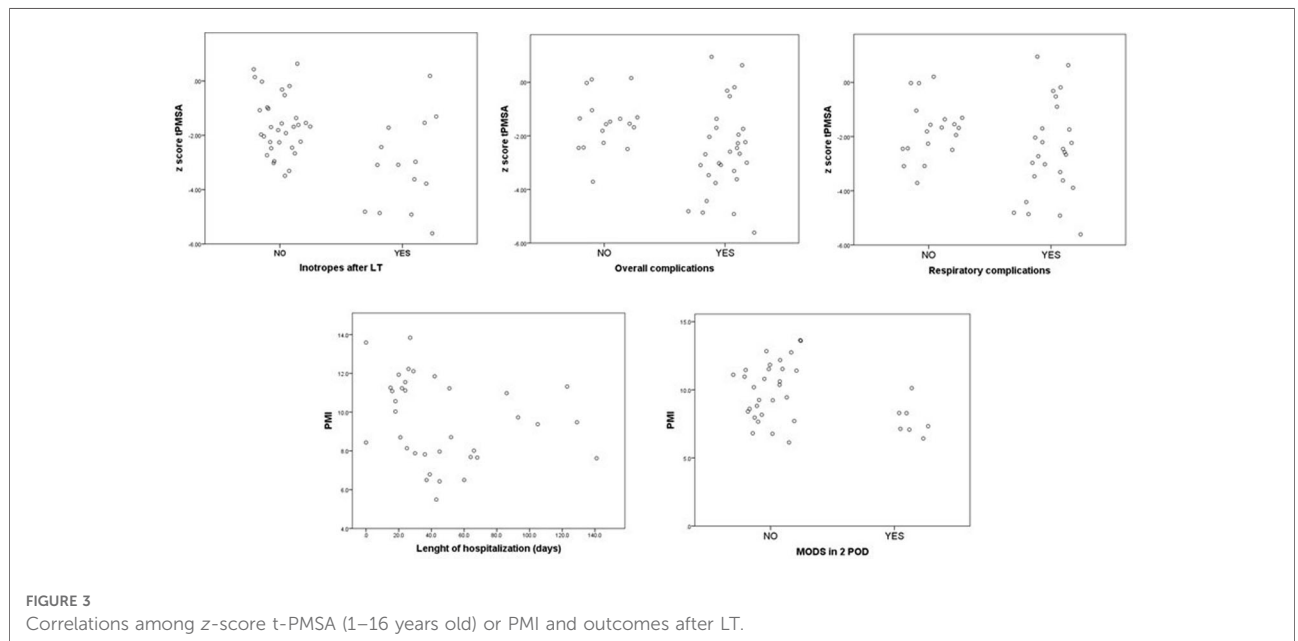 z score tPMSA
.00
-2.00
-4.00
-6.00
NO YES
Inotropes after LT
z score tPMSA
.00
-2.00
-4.00
-6.00
NO YES
Overall complications
z score tPMSA
.00
-2.00
-4.00
-6.00
NO YES
Respiratory complications
PMI
14.0
12.0
10.0
8.0
6.0
4.0
.0 20.0 40.0 60.0 80.0 100.0 120.0 140.0
Lenght of hospitalization (days)
PMI
15.0
10.0
5.0
.0
NO YES
MODS in 2 POD
FIGURE 3
Correlations among z-score t-PMSA (1–16 years old) or PMI and outcomes after LT.